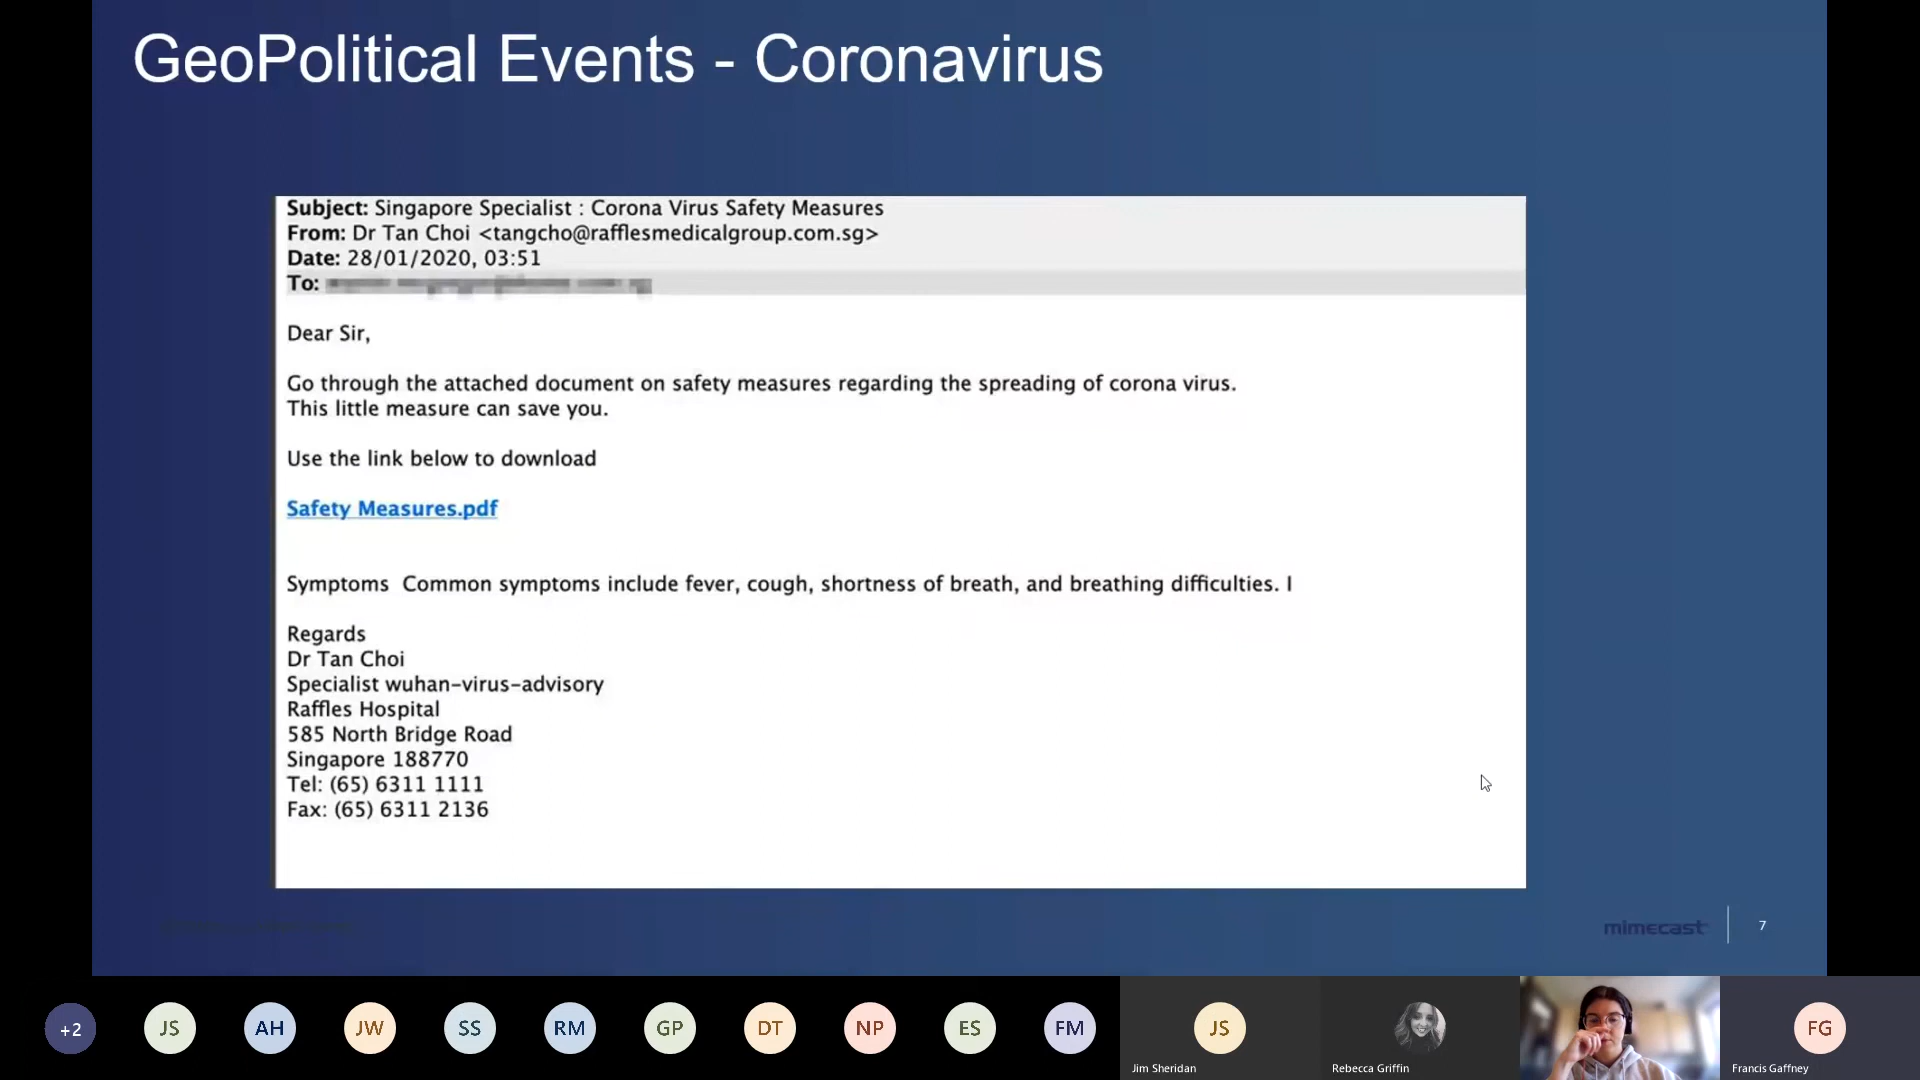 GeoPolitical Events - Coronavirus
Subject: Singapore Specialist : Corona Virus Safety Measures
From: Dr Tan Choi <tangcho@rafflesmedicalgroup.com.sg>
Date: 28/01/2020, 03:51
To:
Dear Sir,
Go through the attached document on safety measures regarding the spreading of corona virus.
This little measure can save you.
Use the link below to download
Safety Measures.pdf
Symptoms  Common symptoms include fever, cough, shortness of breath, and breathing difficulties. I
Regards
Dr Tan Choi
Specialist wuhan-virus-advisory
Raffles Hospital
585 North Bridge Road
Singapore 188770
Tel: (65) 6311 1111
Fax: (65) 6311 2136
mimecast 7
+2 JS AH JW SS RM GP DT NP ES FM JS FG
Jim Sheridan Rebecca Griffin Francis Gaffney